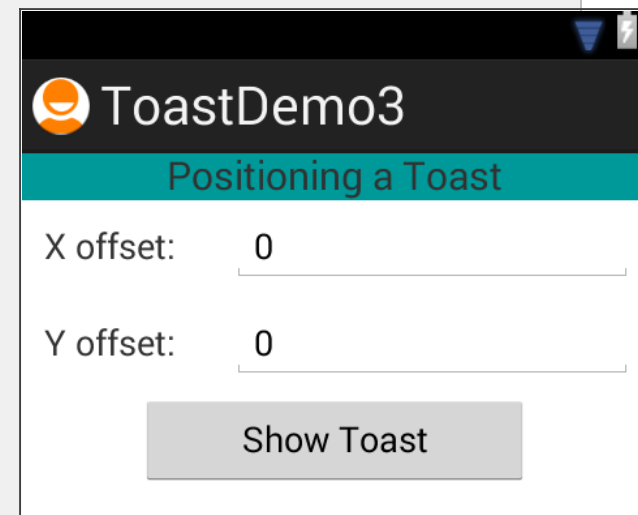 ToastDemo3
Positioning a Toast
X offset: 0
Y offset: 0
Show Toast